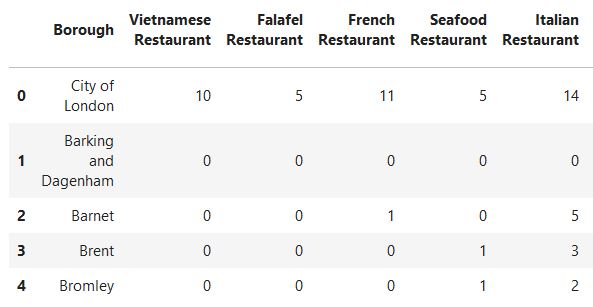 Borough Vietnamese Restaurant Falafel Restaurant French Restaurant Seafood Restaurant Italian Restaurant
0 City of London 10 5 11 5 14
1 Barking and Dagenham 0 0 0 0 0
2 Barnet 0 0 1 0 5
3 Brent 0 0 0 1 3
4 Bromley 0 0 0 1 2